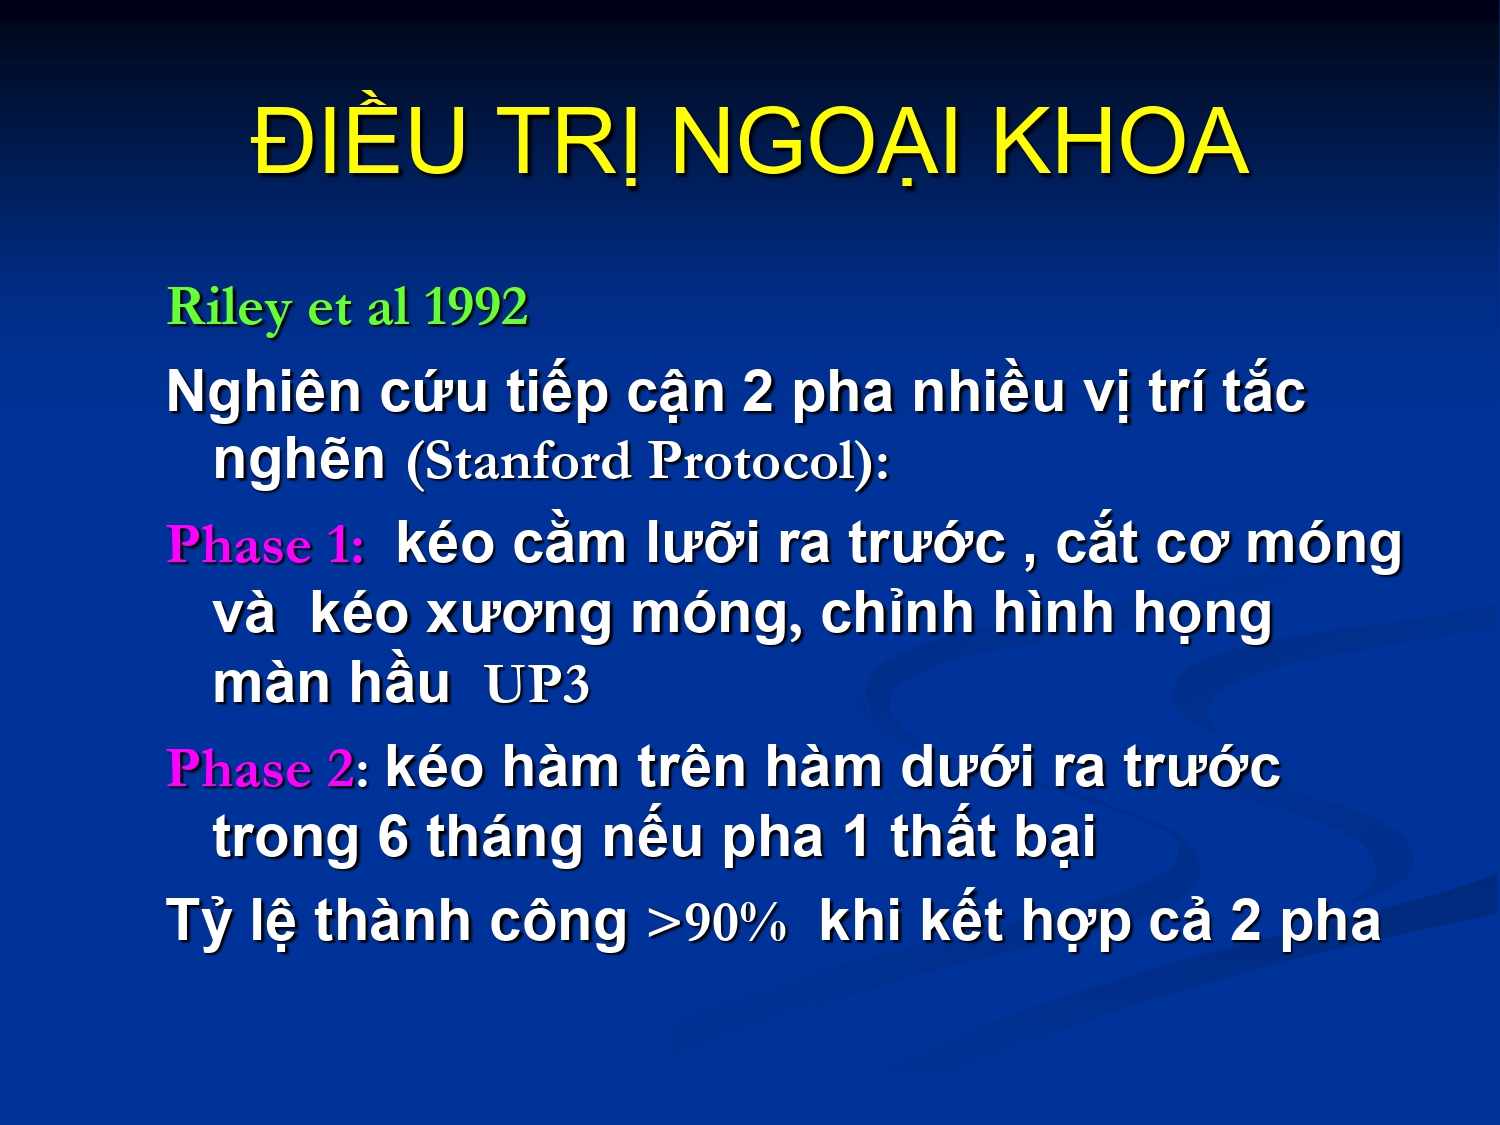 ĐIỀU TRỊ NGOẠI KHOA
Riley et al 1992
Nghiên cứu tiếp cận 2 pha nhiều vị trí tắc
nghẽn (Stanford Protocol):
Phase 1: kéo cằm lưỡi ra trước , cắt cơ móng
và kéo xương móng, chỉnh hình họng
màn hầu UP3
Phase 2: kéo hàm trên hàm dưới ra trước
trong 6 tháng nếu pha 1 thất bại
Tỷ lệ thành công >90% khi kết hợp cả 2 pha